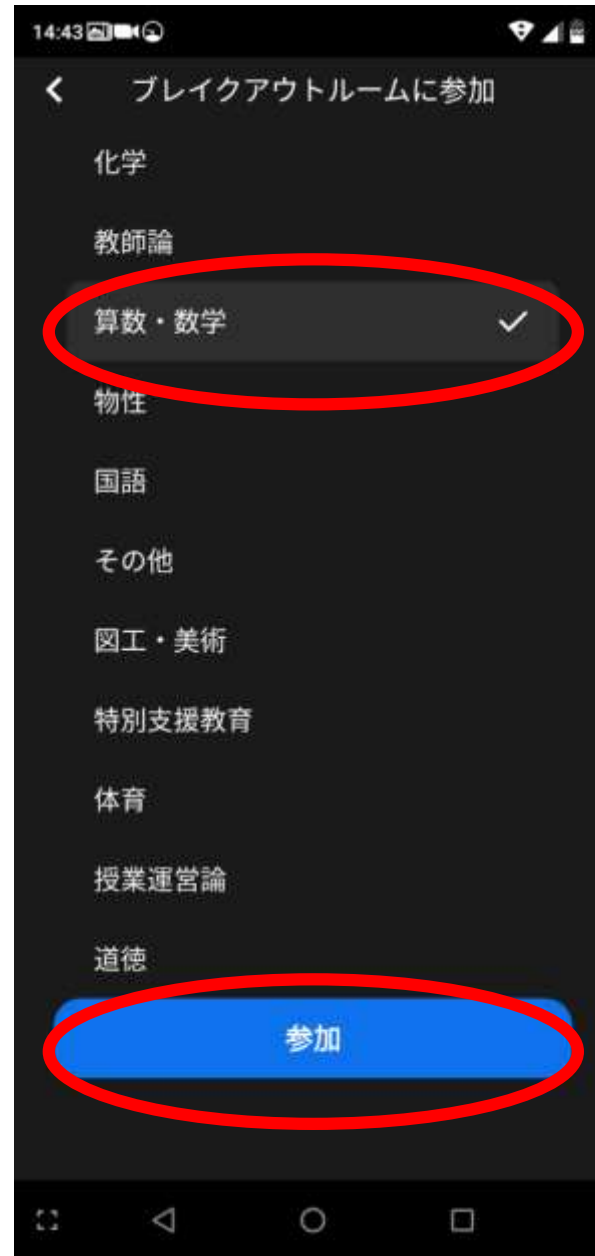 14:43
ブレイクアウトルームに参加
化学
教師論
算数・数学
物性
国語
その他
図工・美術
特別支援教育
体育
授業運営論
道徳
参加